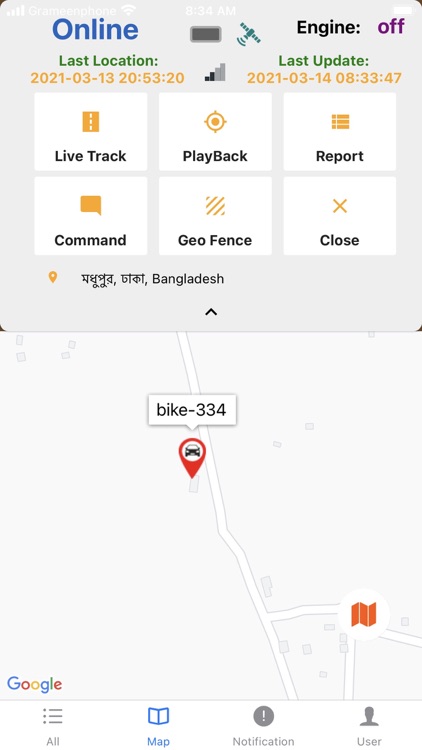 Grameenphone 8:34 AM
Online Engine: off
Last Location: Last Update:
2021-03-13 20:53:20 2021-03-14 08:33:47
Live Track PlayBack Report
Command Geo Fence Close
মধুপুর, ঢাকা, Bangladesh
bike-334
Google
All Map Notification User